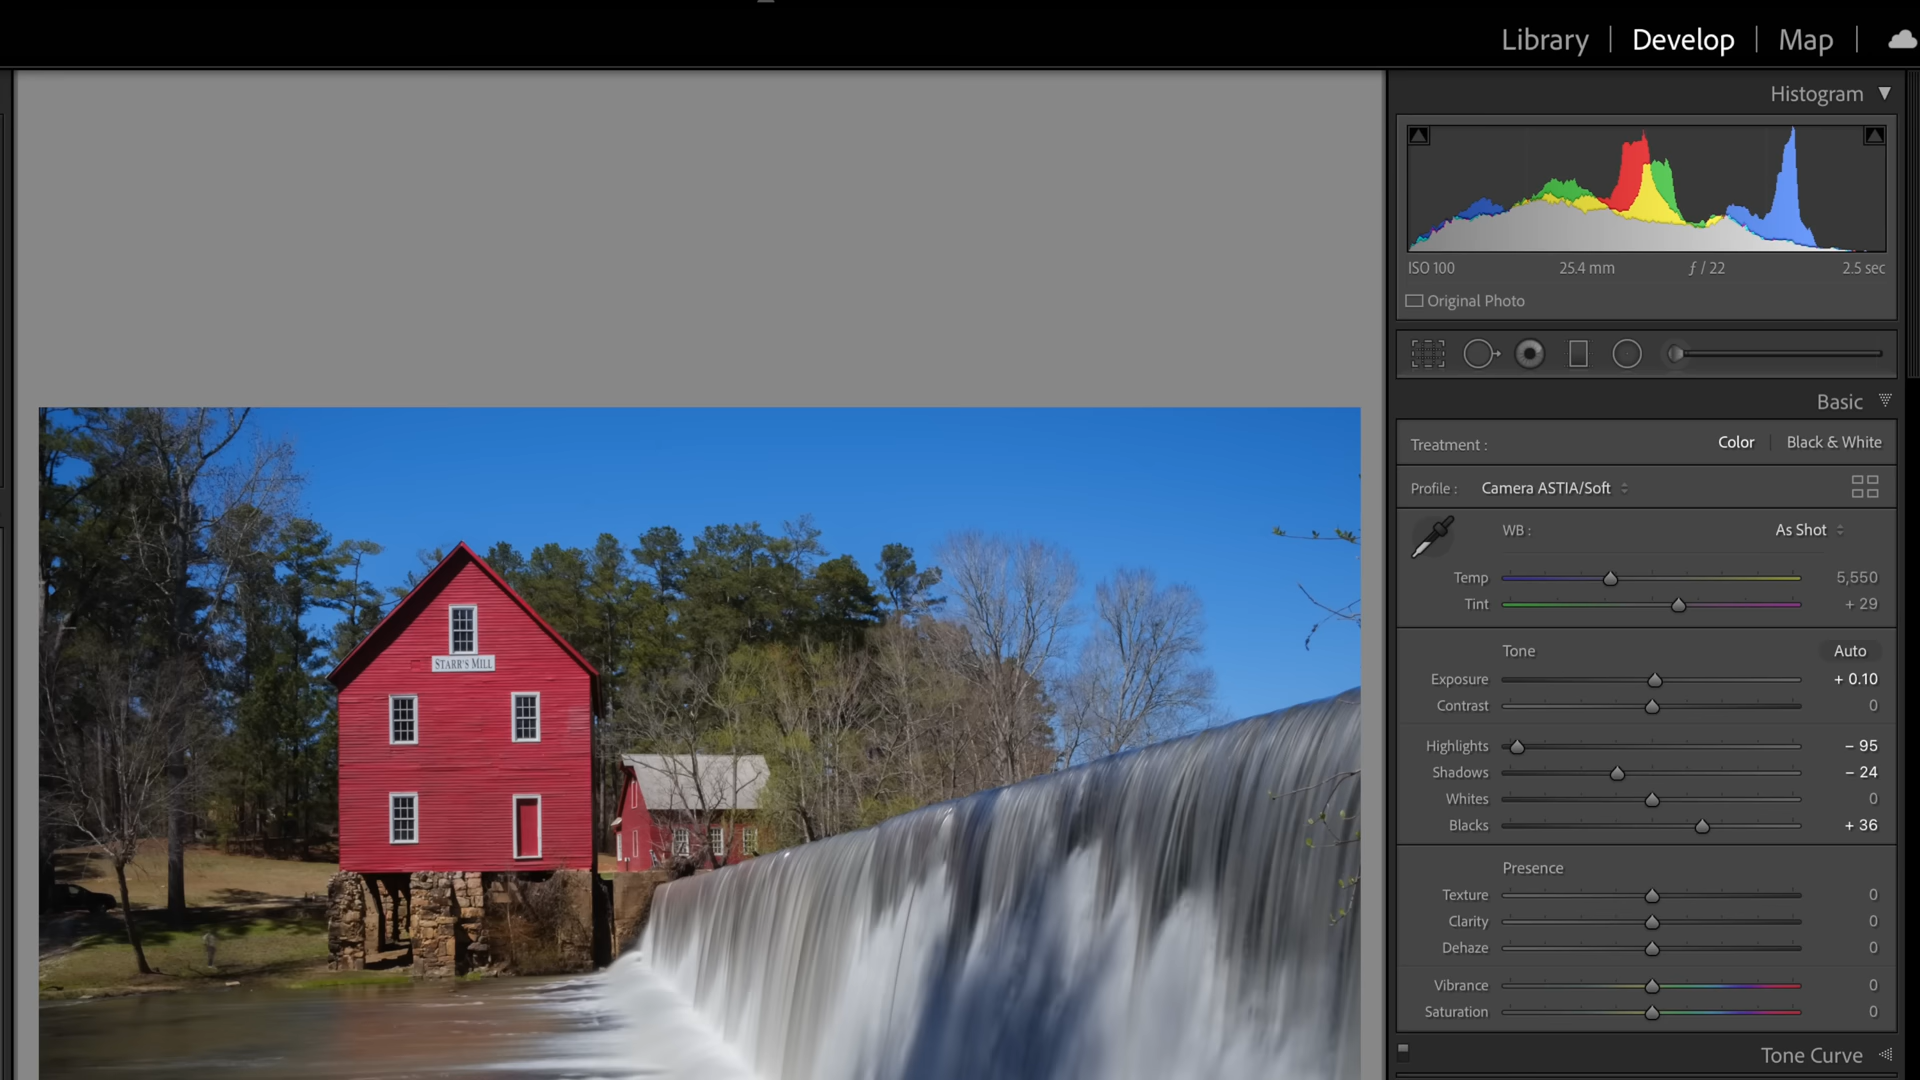 Library | Develop | Map |
Histogram
ISO 100 25.4 mm ƒ / 22 2.5 sec
Original Photo
Basic
Treatment : Color | Black & White
Profile : Camera ASTIA/Soft
WB : As Shot
Temp 5,550
Tint + 29
Tone Auto
Exposure + 0.10
Contrast 0
Highlights – 95
Shadows – 24
Whites 0
Blacks + 36
Presence
Texture 0
Clarity 0
Dehaze 0
Vibrance 0
Saturation 0
Tone Curve
STARR'S MILL